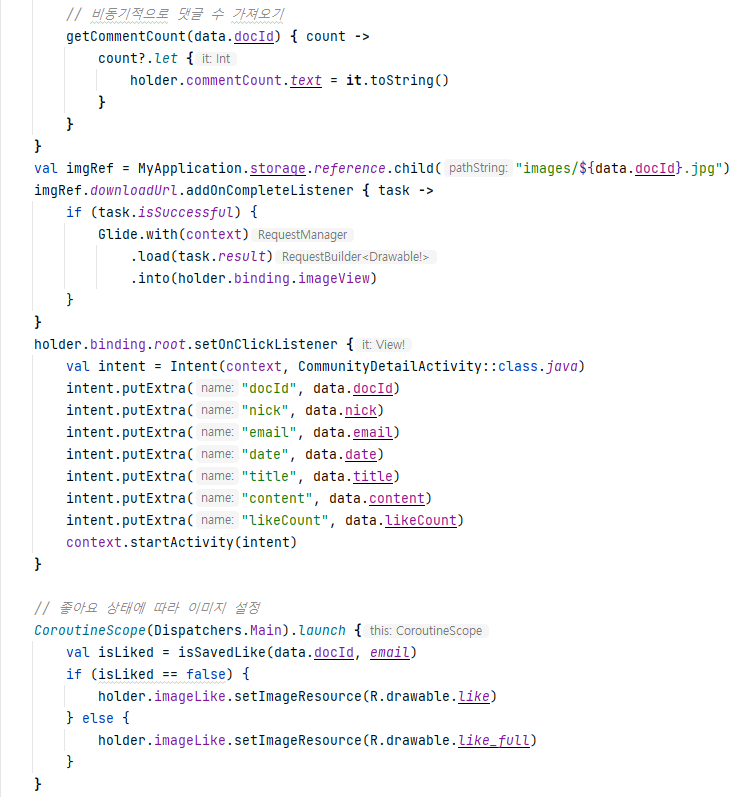 // 비동기적으로 댓글 수 가져오기
getCommentCount(data.docId) { count ->
count?.let { it: Int
holder.commentCount.text = it.toString()
}
}
}
val imgRef = MyApplication.storage.reference.child( pathString: "images/${data.docId}.jpg")
imgRef.downloadUrl.addOnCompleteListener { task ->
if (task.isSuccessful) {
Glide.with(context) RequestManager
.load(task.result) RequestBuilder<Drawable!>
.into(holder.binding.imageView)
}
}
holder.binding.root.setOnClickListener { it: View!
val intent = Intent(context, CommunityDetailActivity::class.java)
intent.putExtra( name: "docId", data.docId)
intent.putExtra( name: "nick", data.nick)
intent.putExtra( name: "email", data.email)
intent.putExtra( name: "date", data.date)
intent.putExtra( name: "title", data.title)
intent.putExtra( name: "content", data.content)
intent.putExtra( name: "likeCount", data.likeCount)
context.startActivity(intent)
}
// 좋아요 상태에 따라 이미지 설정
CoroutineScope(Dispatchers.Main).launch { this: CoroutineScope
val isLiked = isSavedLike(data.docId, email)
if (isLiked == false) {
holder.imageLike.setImageResource(R.drawable.like)
} else {
holder.imageLike.setImageResource(R.drawable.like_full)
}
}